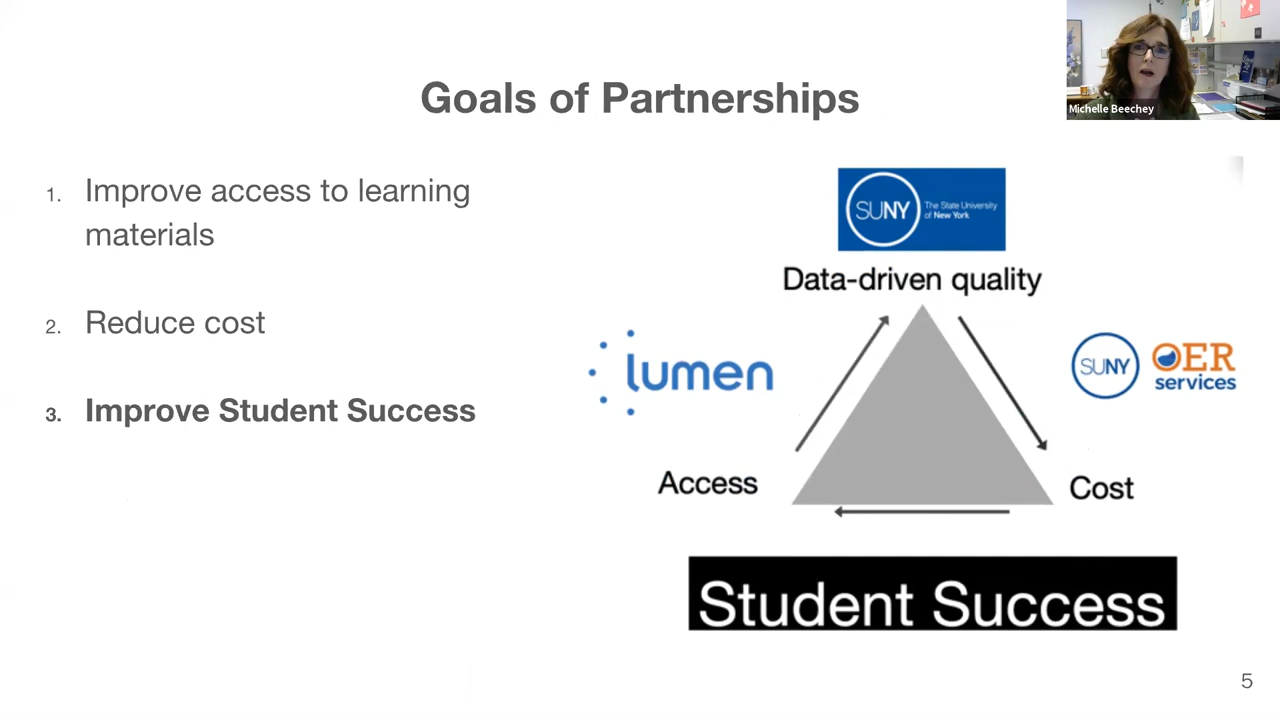 Goals of Partnerships
Michelle Beechey
1. Improve access to learning
materials
2. Reduce cost
3. Improve Student Success
SUNY
The State University
of New York
Data-driven quality
lumen
SUNY
OER
services
Access
Cost
Student Success
5